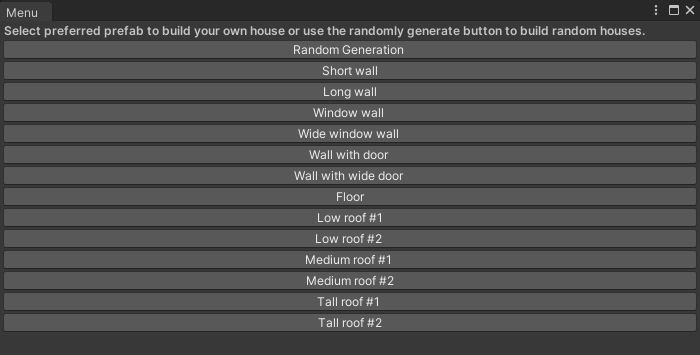 Menu
Select preferred prefab to build your own house or use the randomly generate button to build random houses.
Random Generation
Short wall
Long wall
Window wall
Wide window wall
Wall with door
Wall with wide door
Floor
Low roof #1
Low roof #2
Medium roof #1
Medium roof #2
Tall roof #1
Tall roof #2